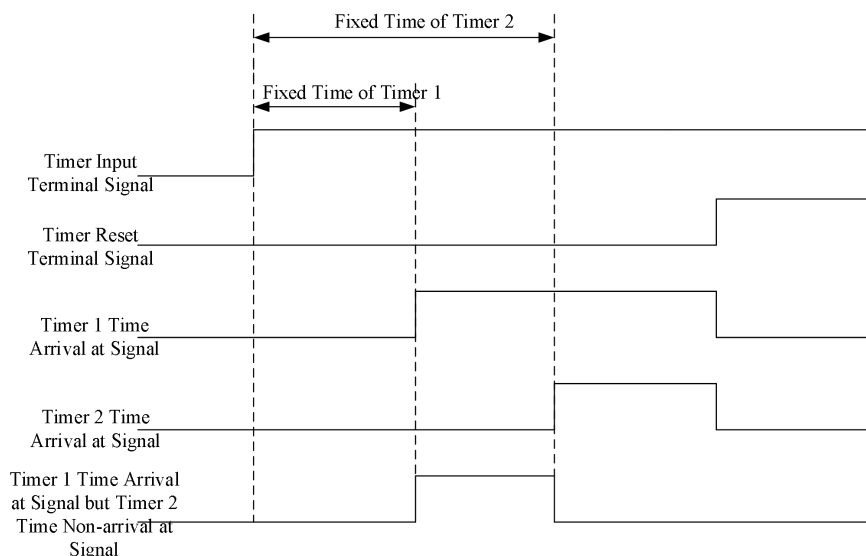 Fixed Time of Timer 2
Fixed Time of Timer 1
Timer Input
Terminal Signal
Timer Reset
Terminal Signal
Timer 1 Time
Arrival at Signal
Timer 2 Time
Arrival at Signal
Timer 1 Time Arrival
at Signal but Timer 2
Time Non-arrival at
Signal